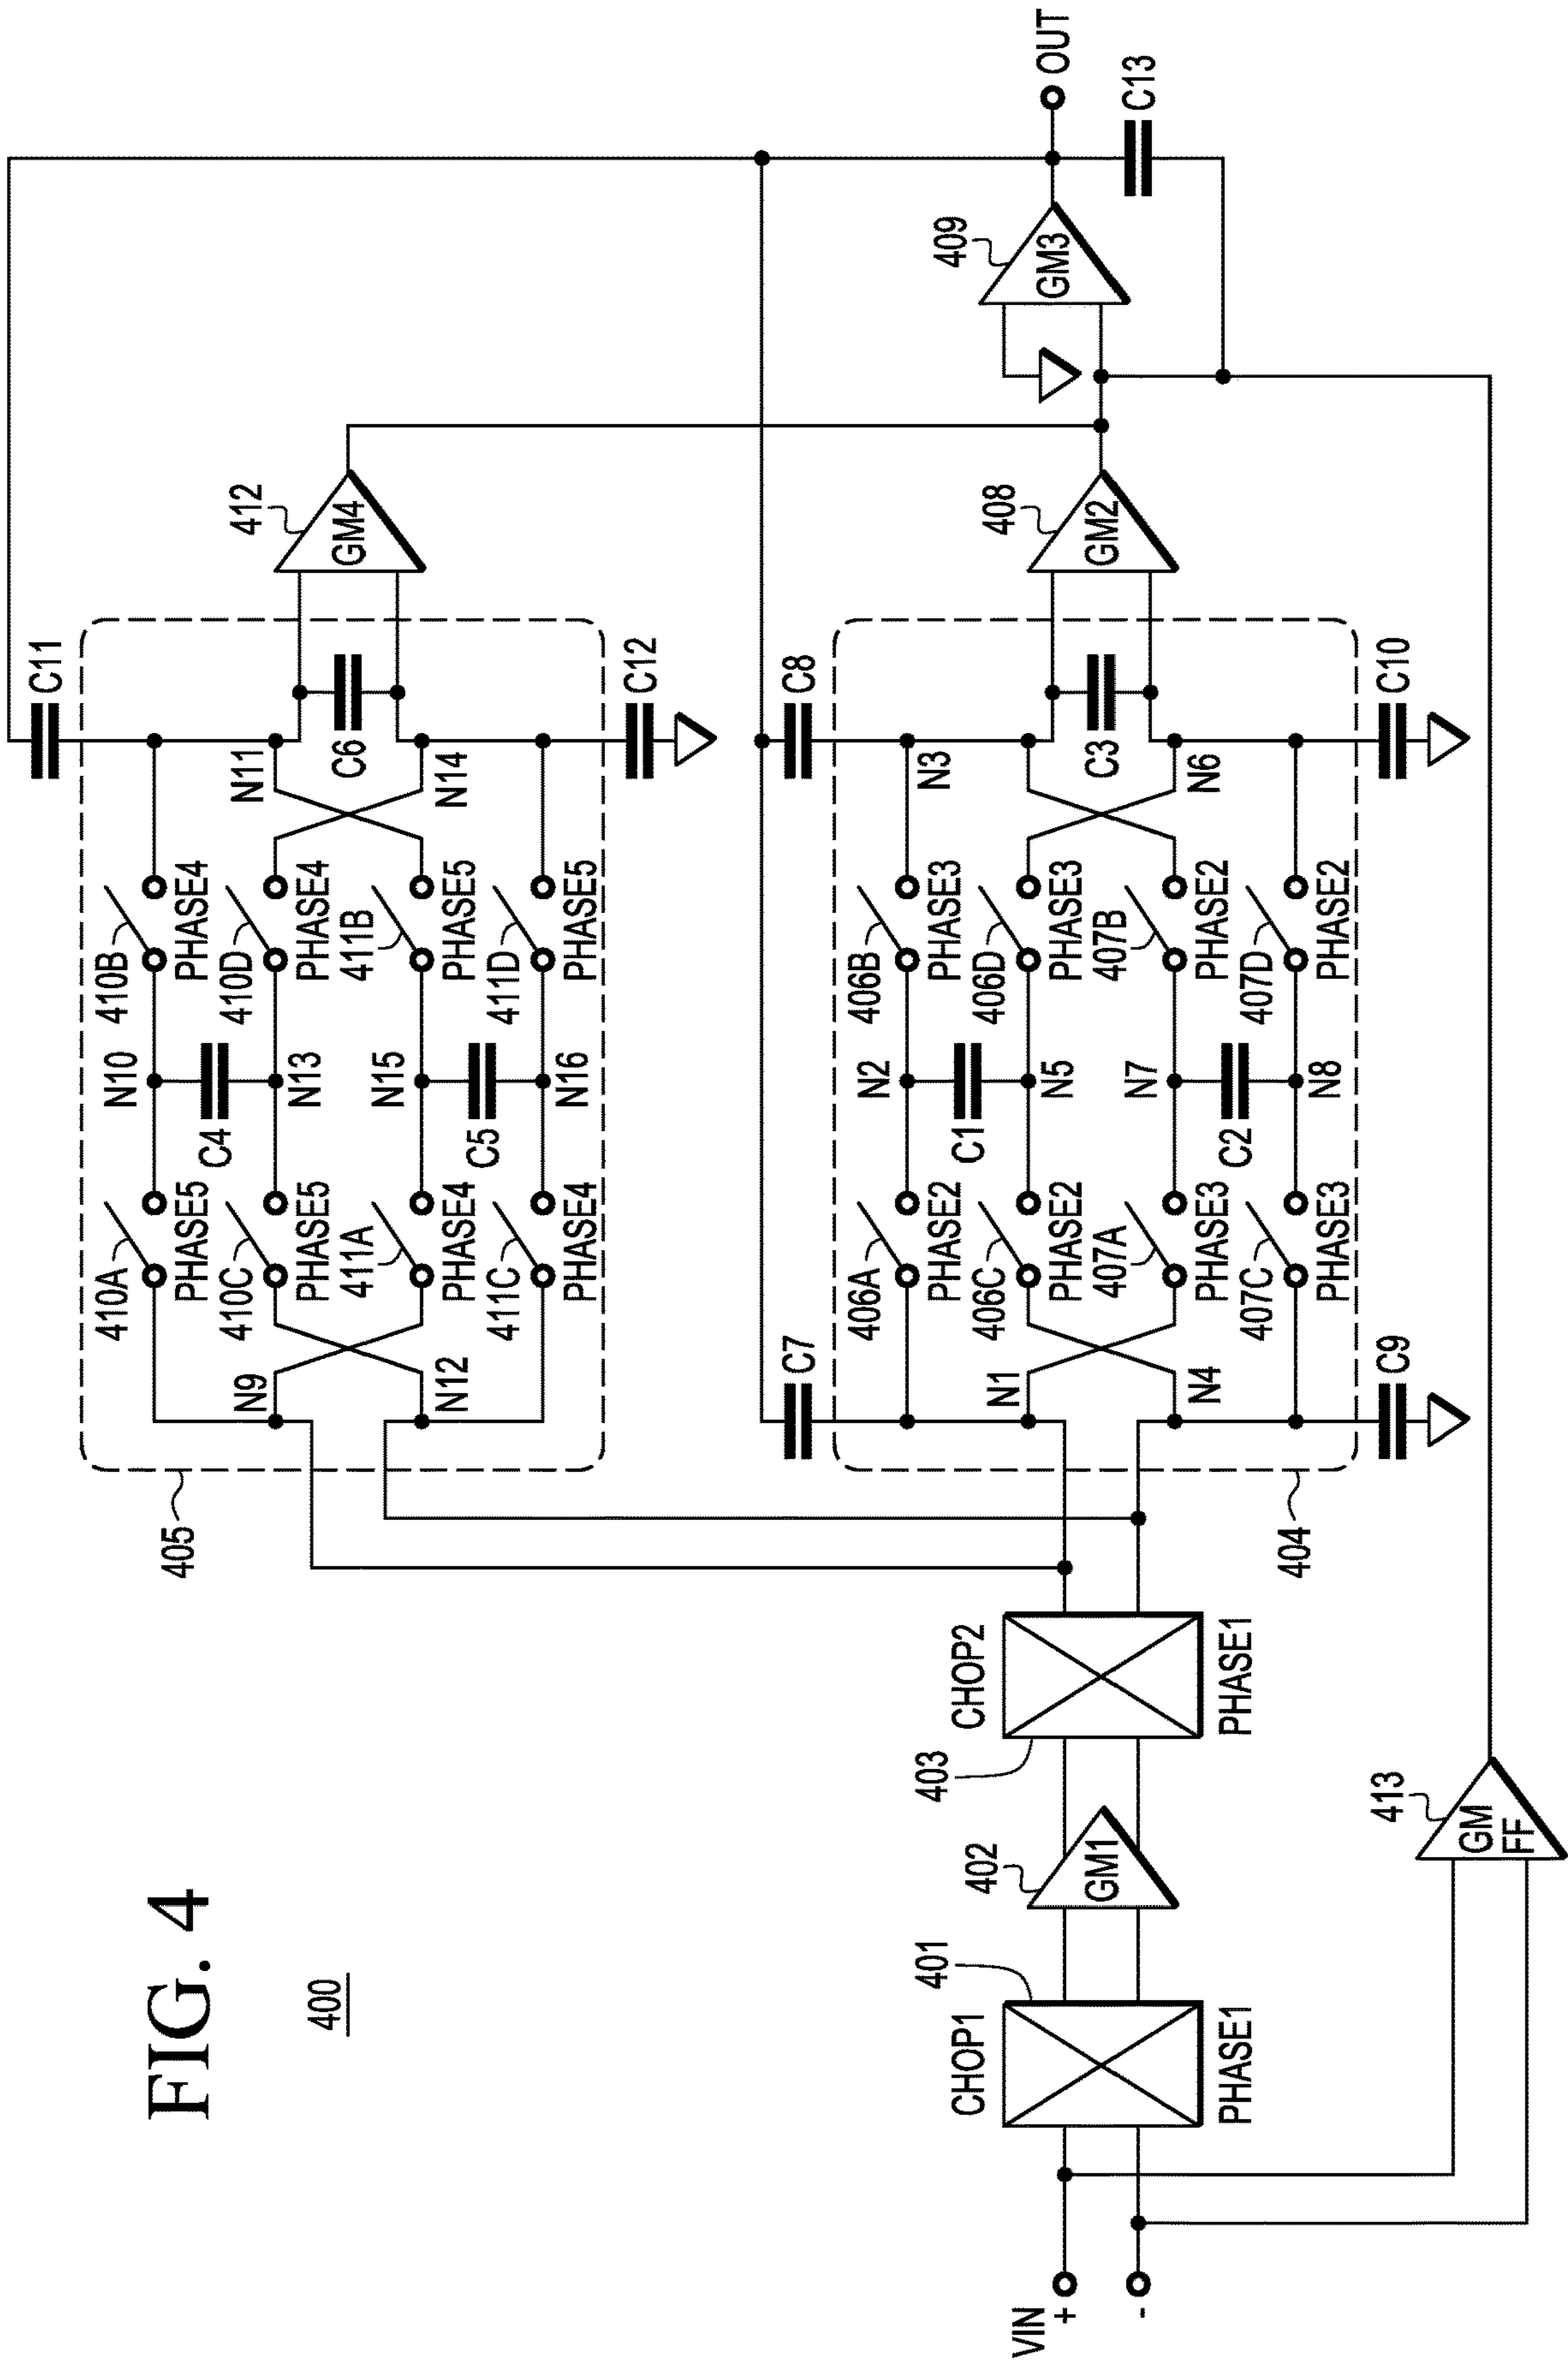 FIG. 4
400
VIN
+
-
CHOP1
401
PHASE1
402
GM1
CHOP2
403
PHASE1
413
GM
FF
405
N9
N12
410A
PHASE5
410C
PHASE5
411A
PHASE4
411C
PHASE4
N10
C4
N13
N15
C5
N16
410B
PHASE4
410D
PHASE4
411B
PHASE5
411D
PHASE5
N11
C6
N14
C11
C12
412
GM4
404
C7
N1
N4
C9
406A
PHASE2
406C
PHASE2
407A
PHASE3
407C
PHASE3
N2
C1
N5
N7
C2
N8
406B
PHASE3
406D
PHASE3
407B
PHASE2
407D
PHASE2
N3
C3
N6
C8
C10
408
GM2
409
GM3
OUT
C13